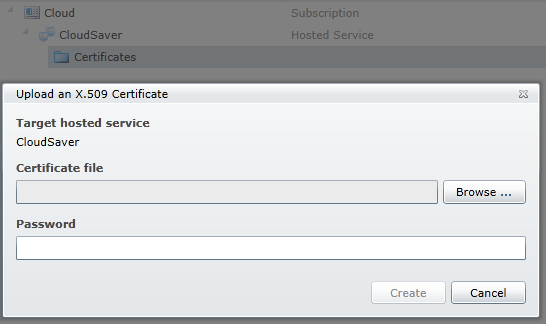 Cloud Subscription
CloudSaver Hosted Service
Certificates
Upload an X.509 Certificate
Target hosted service
CloudSaver
Certificate file
Browse ...
Password
Create Cancel